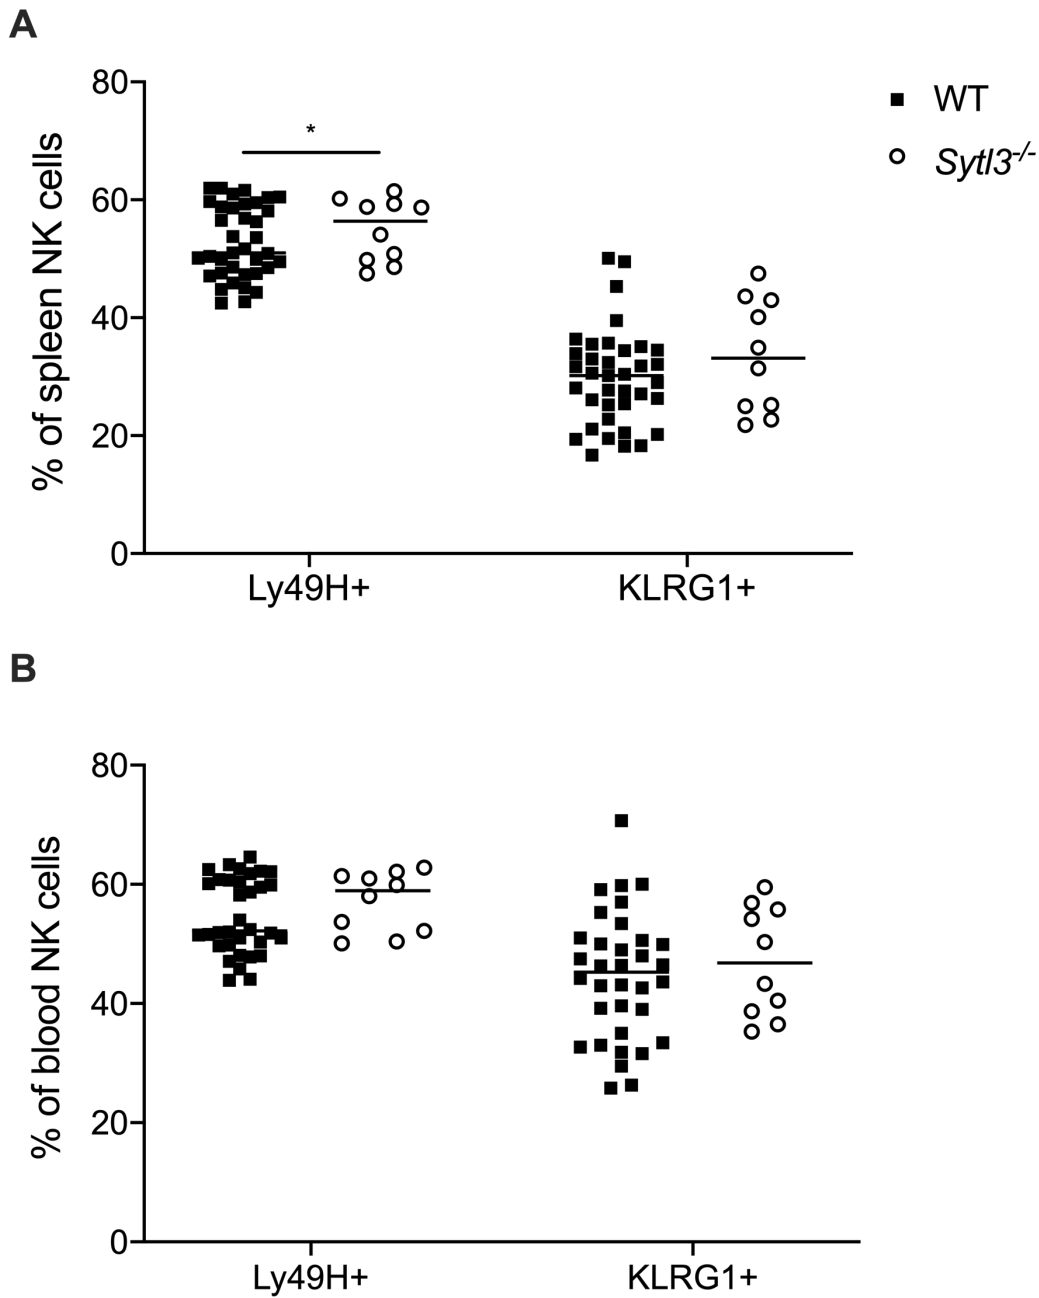 A
80
60
40
20
0
% of spleen NK cells
*
WT
Sytl3-/-
Ly49H+
KLRG1+
B
80
60
40
20
0
% of blood NK cells
Ly49H+
KLRG1+